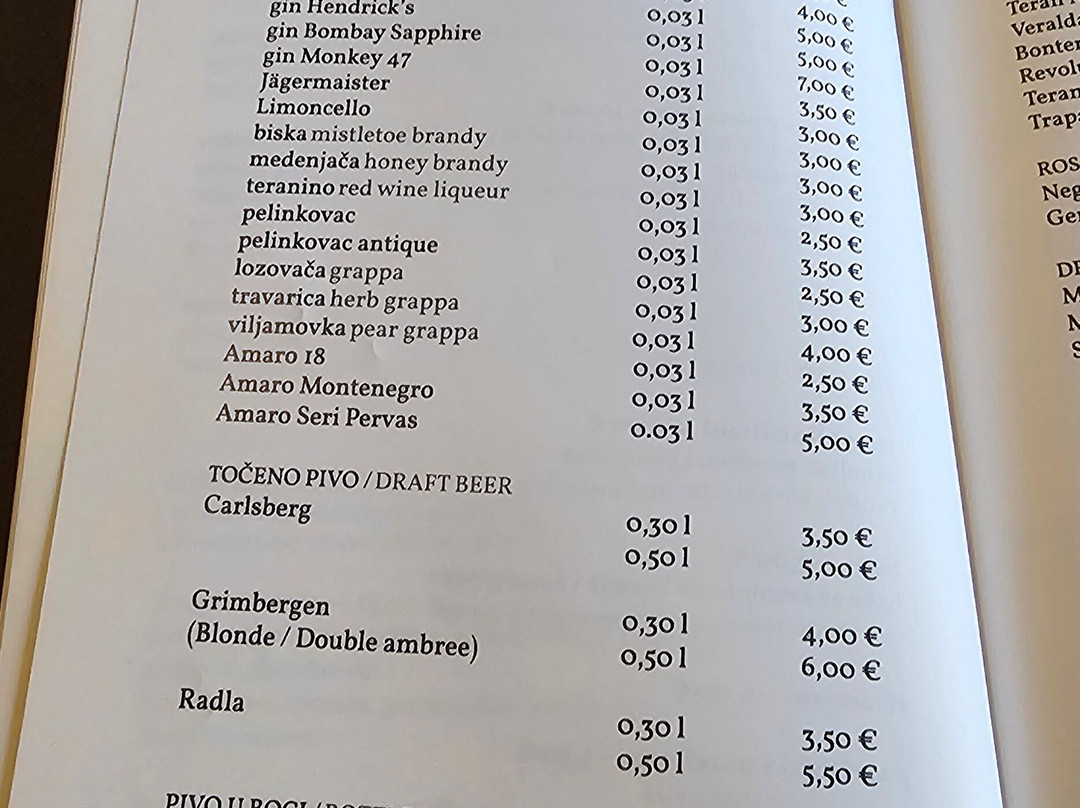 4,00 €
gin Hendrick's 0,03 l 5,00 €
gin Bombay Sapphire 0,03 l 5,00 €
gin Monkey 47 0,03 l 7,00 €
Jägermaister 0,03 l 3,50 €
Limoncello 0,03 l 3,00 €
biska mistletoe brandy 0,03 l 3,00 €
medenjača honey brandy 0,03 l 3,00 €
teranino red wine liqueur 0,03 l 3,00 €
pelinkovac 0,03 l 2,50 €
pelinkovac antique 0,03 l 3,50 €
lozovača grappa 0,03 l 2,50 €
travarica herb grappa 0,03 l 3,00 €
viljamovka pear grappa 0,03 l 4,00 €
Amaro 18 0,03 l 2,50 €
Amaro Montenegro 0,03 l 3,50 €
Amaro Seri Pervas 0.03 l 5,00 €
TOČENO PIVO / DRAFT BEER
Carlsberg 0,30 l 3,50 €
0,50 l 5,00 €
Grimbergen 0,30 l 4,00 €
(Blonde / Double ambree) 0,50 l 6,00 €
Radla 0,30 l 3,50 €
0,50 l 5,50 €